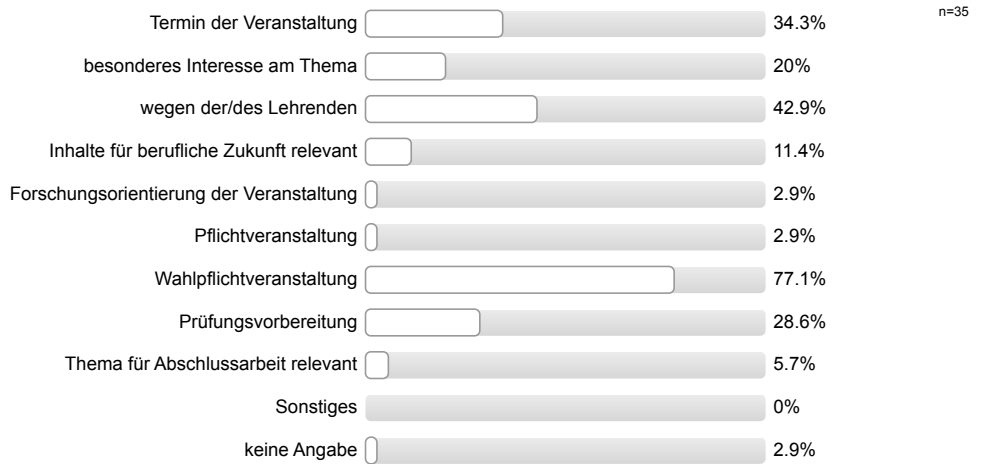 n=35
Termin der Veranstaltung 34.3%
besonderes Interesse am Thema 20%
wegen der/des Lehrenden 42.9%
Inhalte für berufliche Zukunft relevant 11.4%
Forschungsorientierung der Veranstaltung 2.9%
Pflichtveranstaltung 2.9%
Wahlpflichtveranstaltung 77.1%
Prüfungsvorbereitung 28.6%
Thema für Abschlussarbeit relevant 5.7%
Sonstiges 0%
keine Angabe 2.9%